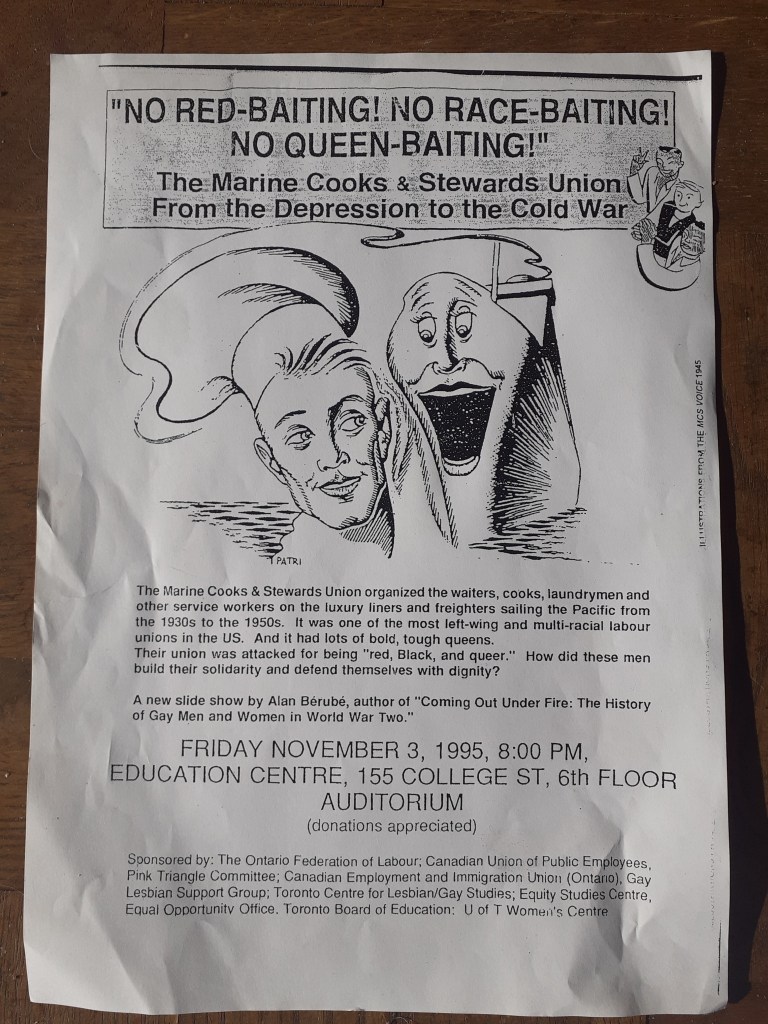 "NO RED-BAITING! NO RACE-BAITING!
NO QUEEN-BAITING!"
The Marine Cooks & Stewards Union
From the Depression to the Cold War
ILLUSTRATIONS FROM THE MCS VOICE 1945
PATRI
The Marine Cooks & Stewards Union organized the waiters, cooks, laundrymen and
other service workers on the luxury liners and freighters sailing the Pacific from
the 1930s to the 1950s. It was one of the most left-wing and multi-racial labour
unions in the US. And it had lots of bold, tough queens.
Their union was attacked for being "red, Black, and queer." How did these men
build their solidarity and defend themselves with dignity?
A new slide show by Alan Bérubé, author of "Coming Out Under Fire: The History
of Gay Men and Women in World War Two."
FRIDAY NOVEMBER 3, 1995, 8:00 PM,
EDUCATION CENTRE, 155 COLLEGE ST, 6th FLOOR
AUDITORIUM
(donations appreciated)
Sponsored by: The Ontario Federation of Labour; Canadian Union of Public Employees,
Pink Triangle Committee; Canadian Employment and Immigration Union (Ontario), Gay
Lesbian Support Group; Toronto Centre for Lesbian/Gay Studies; Equity Studies Centre,
Equal Opportunity Office, Toronto Board of Education; U of T Women's Centre